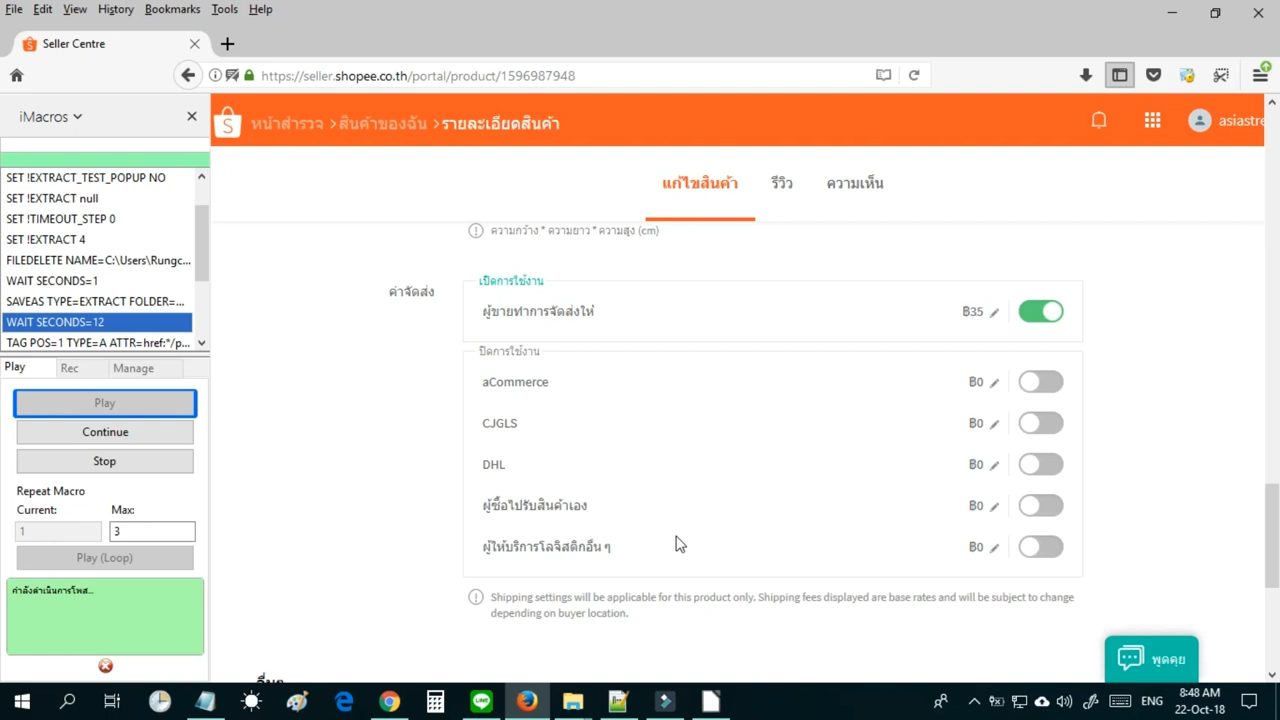 File Edit View History Bookmarks Tools Help
Seller Centre
https://seller.shopee.co.th/portal/product/1596987948
iMacros
หน้าสำรวจ >สินค้าของฉัน >รายละเอียดสินค้า
asiastre
SET !EXTRACT_TEST_POPUP NO
SET !EXTRACT null
SET !TIMEOUT_STEP 0
SET !EXTRACT 4
FILEDELETE NAME=C:\Users\Rungc...
WAIT SECONDS=1
SAVEAS TYPE=EXTRACT FOLDER=...
WAIT SECONDS=12
TAG POS=1 TYPE=A ATTR=href:*/p...
Play Rec Manage
Play
Continue
Stop
Repeat Macro
Current: Max:
1 3
Play (Loop)
กำลังดำเนินการโพส...
แก้ไขสินค้า รีวิว ความเห็น
ความกว้าง * ความยาว * ความสูง (cm)
ค่าจัดส่ง
เปิดการใช้งาน
ผู้ขายทำการจัดส่งให้ ฿35
ปิดการใช้งาน
aCommerce ฿0
CJGLS ฿0
DHL ฿0
ผู้ซื้อไปรับสินค้าเอง ฿0
ผู้ให้บริการโลจิสติกอื่น ๆ ฿0
Shipping settings will be applicable for this product only. Shipping fees displayed are base rates and will be subject to change
depending on buyer location.
อื่นๆ
พูดคุย
ENG
8:48 AM
22-Oct-18